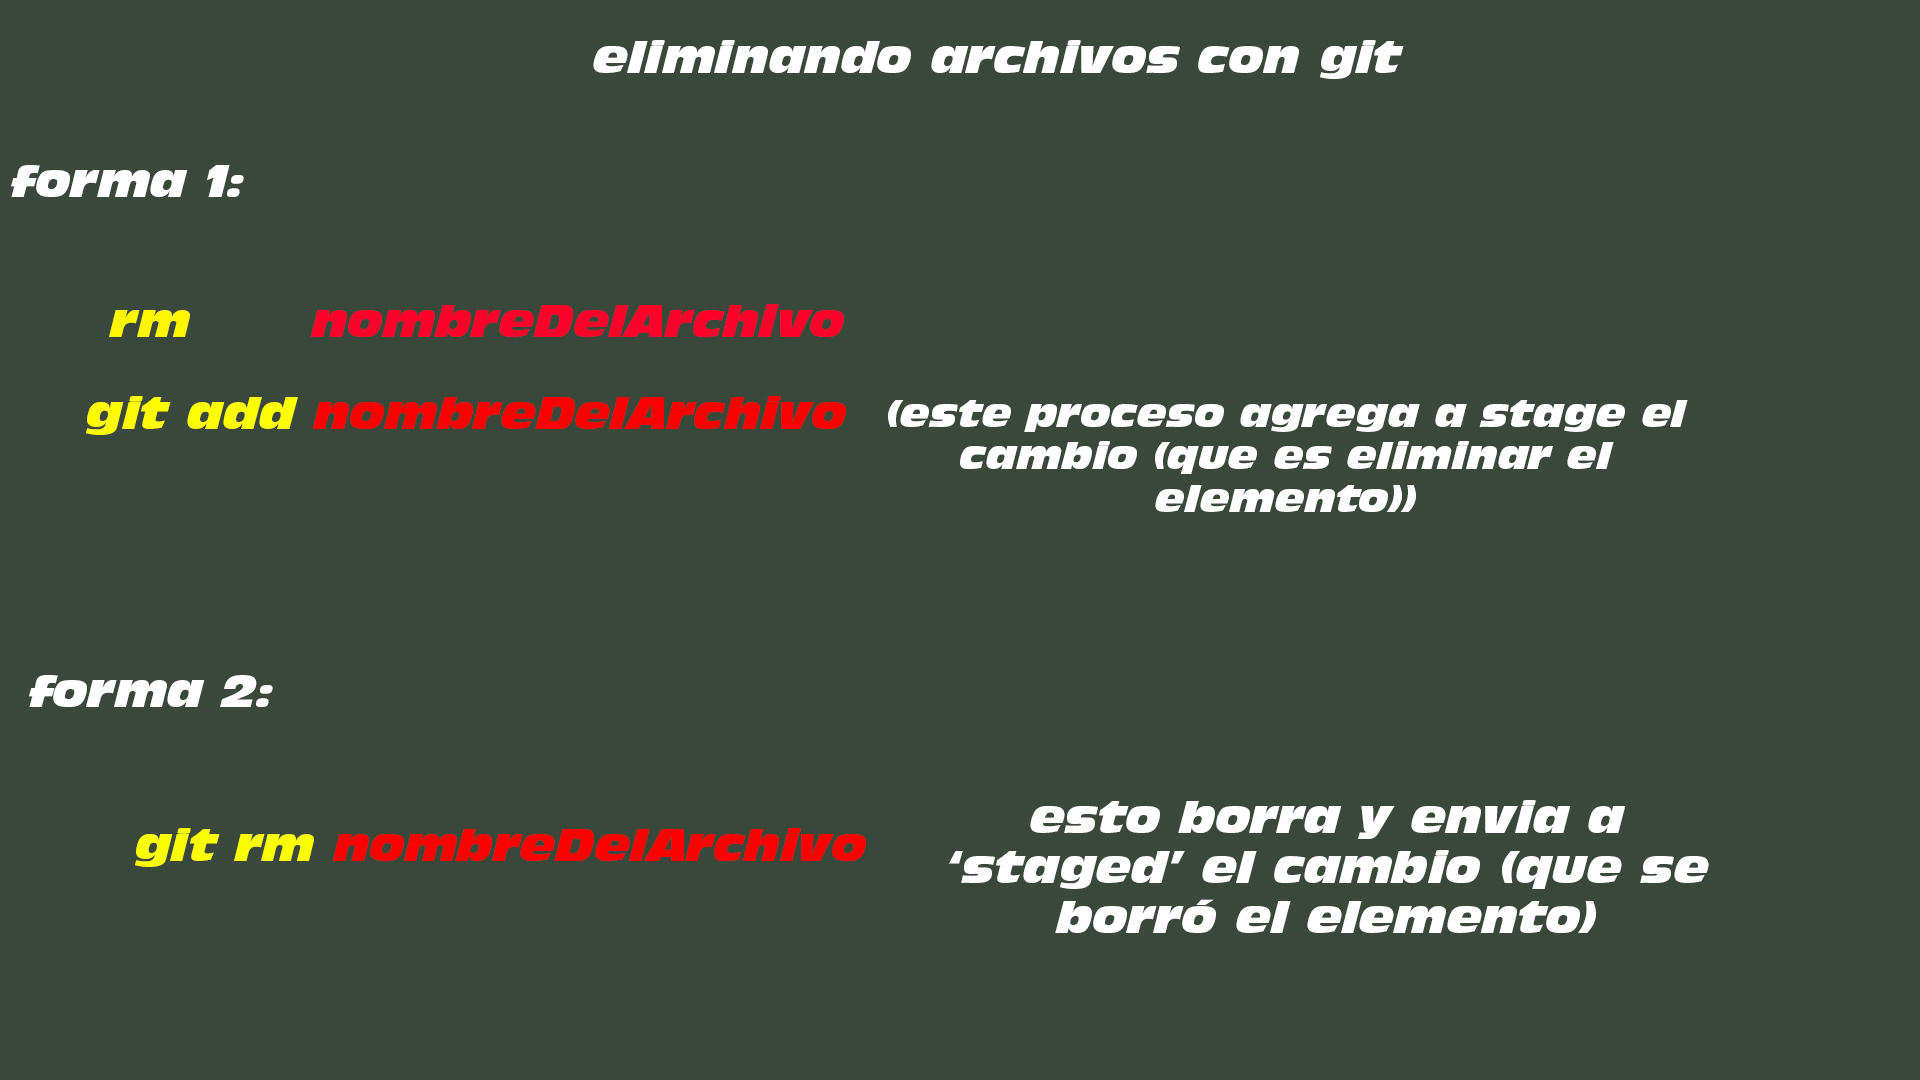 eliminando archivos con git
forma 1:
rm nombreDelArchivo
git add nombreDelArchivo (este proceso agrega a stage el
cambio (que es eliminar el
elemento))
forma 2:
git rm nombreDelArchivo
esto borra y envia a
‘staged’ el cambio (que se
borró el elemento)